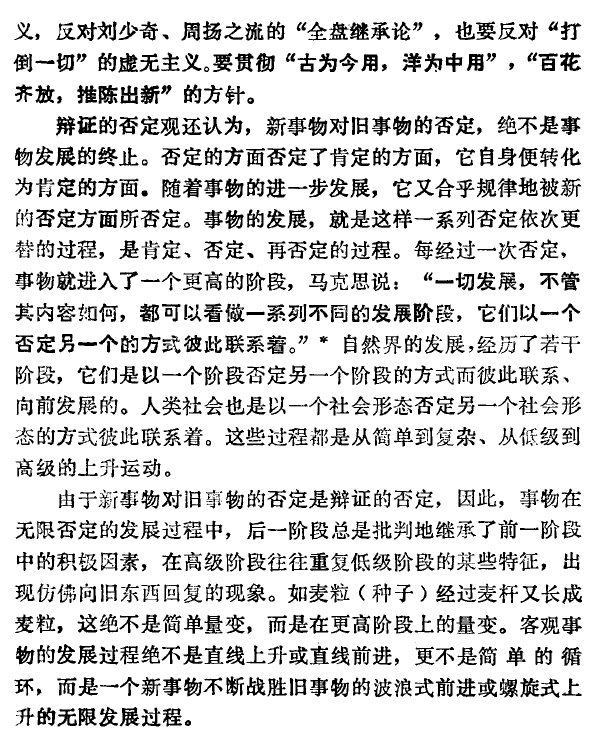 义，反对刘少奇、周扬之流的“全盘继承论”，也要反对“打
倒一切”的虚无主义。要贯彻“古为今用，洋为中用”，“百花
齐放，推陈出新”的方针。
辩证的否定观还认为，新事物对旧事物的否定，绝不是事
物发展的终止。否定的方面否定了肯定的方面，它自身便转化
为肯定的方面。随着事物的进一步发展，它又合乎规律地被新
的否定方面所否定。事物的发展，就是这样一系列否定依次更
替的过程，是肯定、否定、再否定的过程。每经过一次否定，
事物就进入了一个更高的阶段，马克思说：“一切发展，不管
其内容如何，都可以看做一系列不同的发展阶段，它们以一个
否定另一个的方式彼此联系着。”* 自然界的发展，经历了若干
阶段，它们是以一个阶段否定另一个阶段的方式而彼此联系、
向前发展的。人类社会也是以一个社会形态否定另一个社会形
态的方式彼此联系着。这些过程都是从简单到复杂、从低级到
高级的上升运动。
由于新事物对旧事物的否定是辩证的否定，因此，事物在
无限否定的发展过程中，后一阶段总是批判地继承了前一阶段
中的积极因素，在高级阶段往往重复低级阶段的某些特征，出
现仿佛向旧东西回复的现象。如麦粒（种子）经过麦杆又长成
麦粒，这绝不是简单量变，而是在更高阶段上的量变。客观事
物的发展过程绝不是直线上升或直线前进，更不是简单的循
环，而是一个新事物不断战胜旧事物的波浪式前进或螺旋式上
升的无限发展过程。